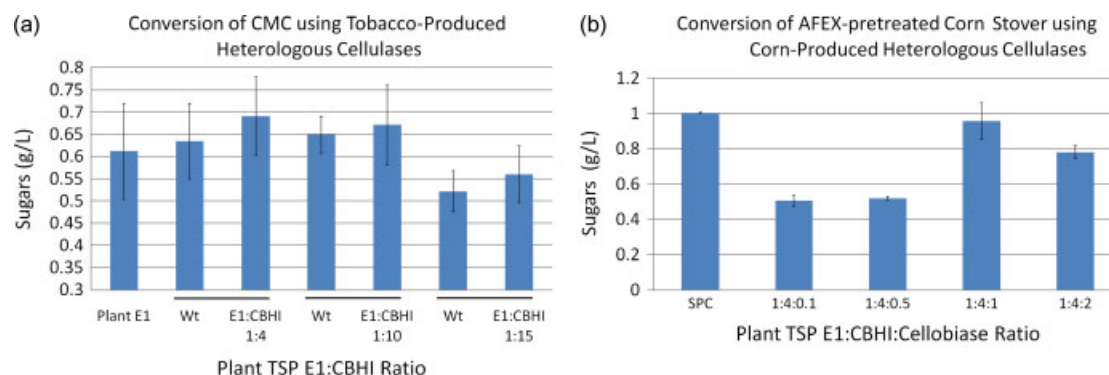 (a)
Conversion of CMC using Tobacco-Produced
Heterologous Cellulases
0.8
0.75
0.7
0.65
0.6
0.55
0.5
0.45
0.4
0.35
0.3
Sugars (g/L)
Plant E1
Wt
E1:CBHI
1:4
Wt
E1:CBHI
1:10
Wt
E1:CBHI
1:15
Plant TSP E1:CBHI Ratio
(b)
Conversion of AFEX-pretreated Corn Stover using
Corn-Produced Heterologous Cellulases
1.2
1
0.8
0.6
0.4
0.2
0
Sugars (g/L)
SPC
1:4:0.1
1:4:0.5
1:4:1
1:4:2
Plant TSP E1:CBHI:Cellobiase Ratio